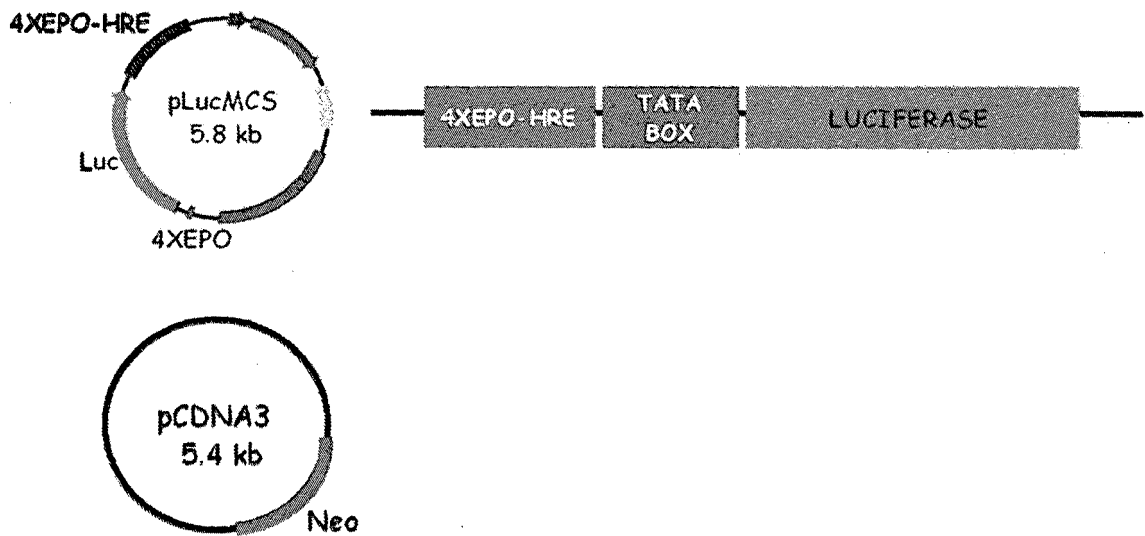 4XEPO-HRE
pLucMCS
5.8 kb
Luc
4XEPO
4XEPO-HRE
TATA
BOX
LUCIFERASE
pCDNA3
5.4 kb
Neo